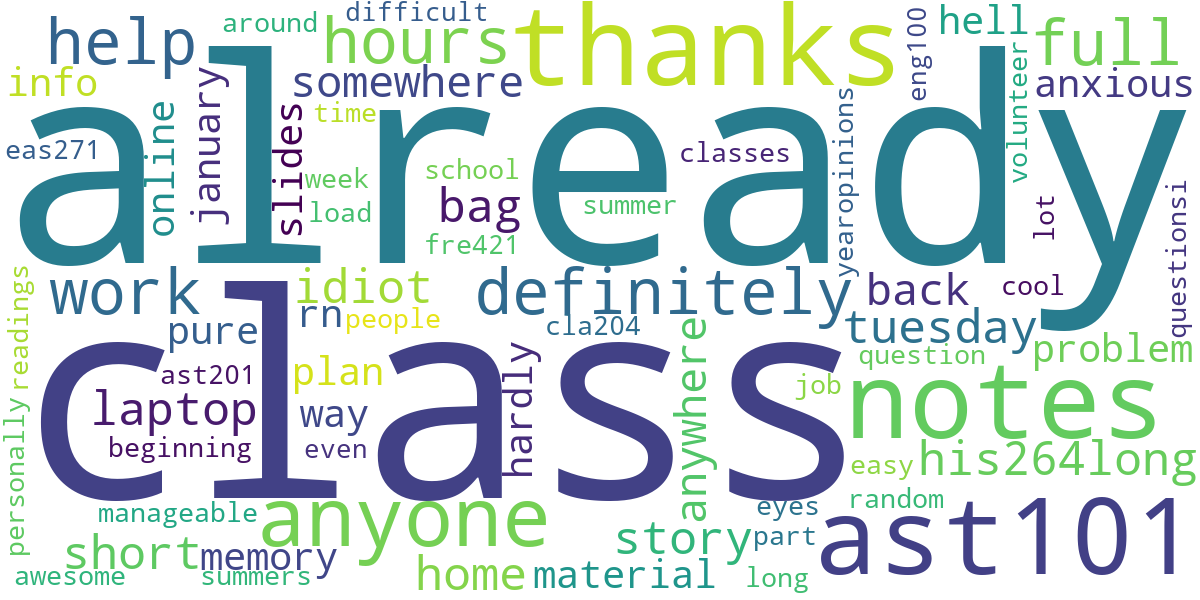 already
class
thanks
ast101
notes
definitely
anyone
help
hours
full
work
somewhere
info
around
difficult
eng100
hell
anxious
eas271
online
january
slides
time
week
load
school
bag
fre421
classes
summer
yearopinions
volunteer
lot
questionsi
idiot
rn
people
cla204
back
cool
tuesday
question
problem
pure
ast201
laptop
beginning
plan
way
even
hardly
anywhere
job
easy
his264long
random
readings
personally
manageable
short
memory
awesome
summers
home
material
story
eyes
part
long